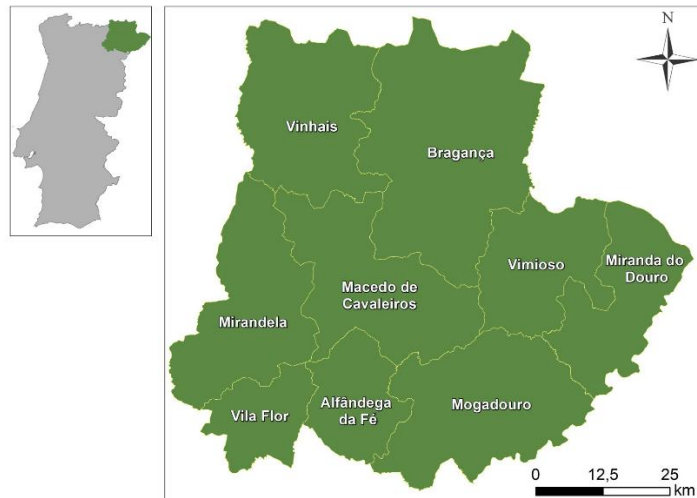 N
Vinhais
Bragança
Vimioso
Miranda do
Douro
Macedo de
Cavaleiros
Mirandela
Vila Flor
Alfândega
da Fé
Mogadouro
0 12,5 25
km